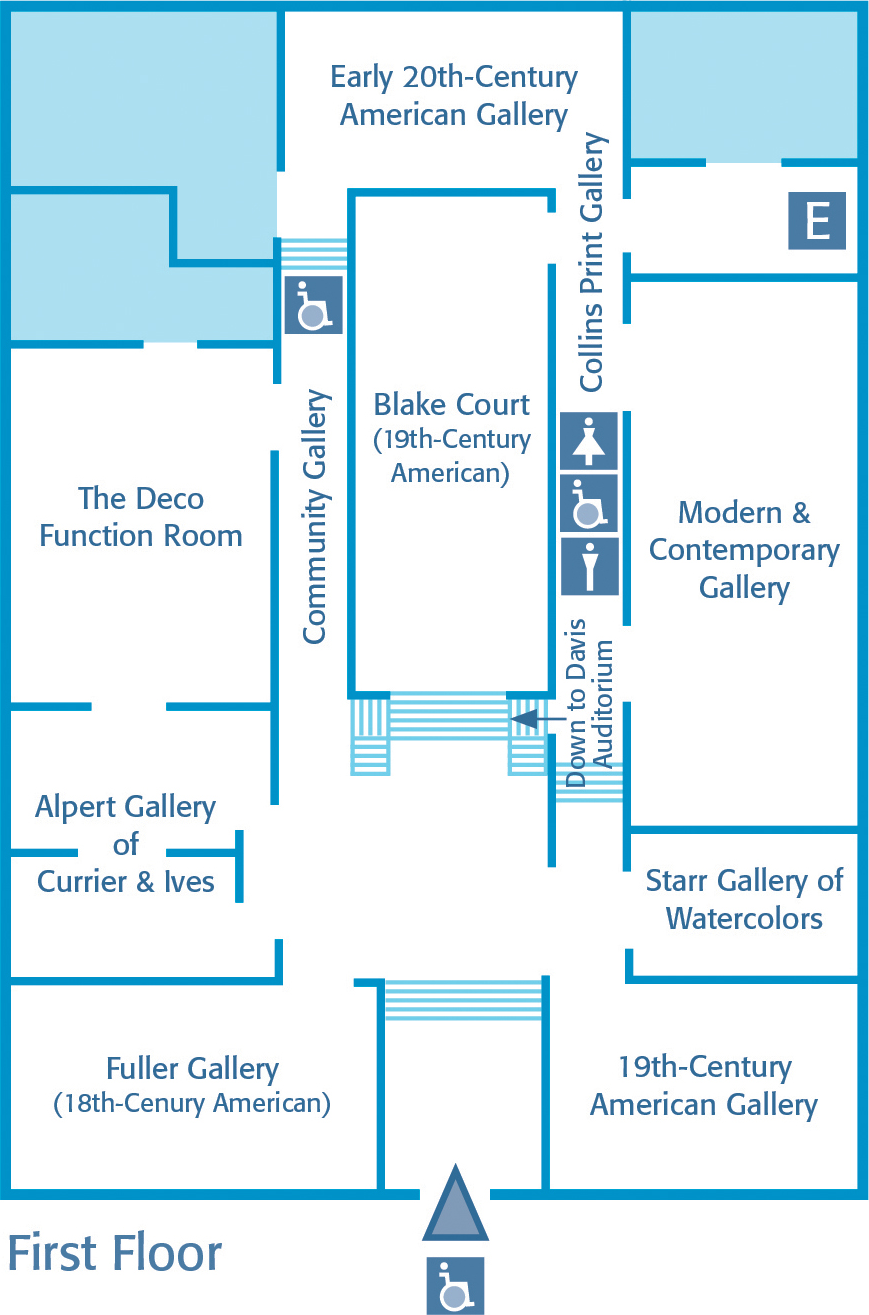 Early 20th-Century
American Gallery
Collins Print Gallery
E
Community Gallery
Blake Court
(19th-Century
American)
The Deco
Function Room
Modern &
Contemporary
Gallery
Down to Davis
Auditorium
Alpert Gallery
of
Currier & Ives
Starr Gallery of
Watercolors
Fuller Gallery
(18th-Cenury American)
19th-Century
American Gallery
First Floor